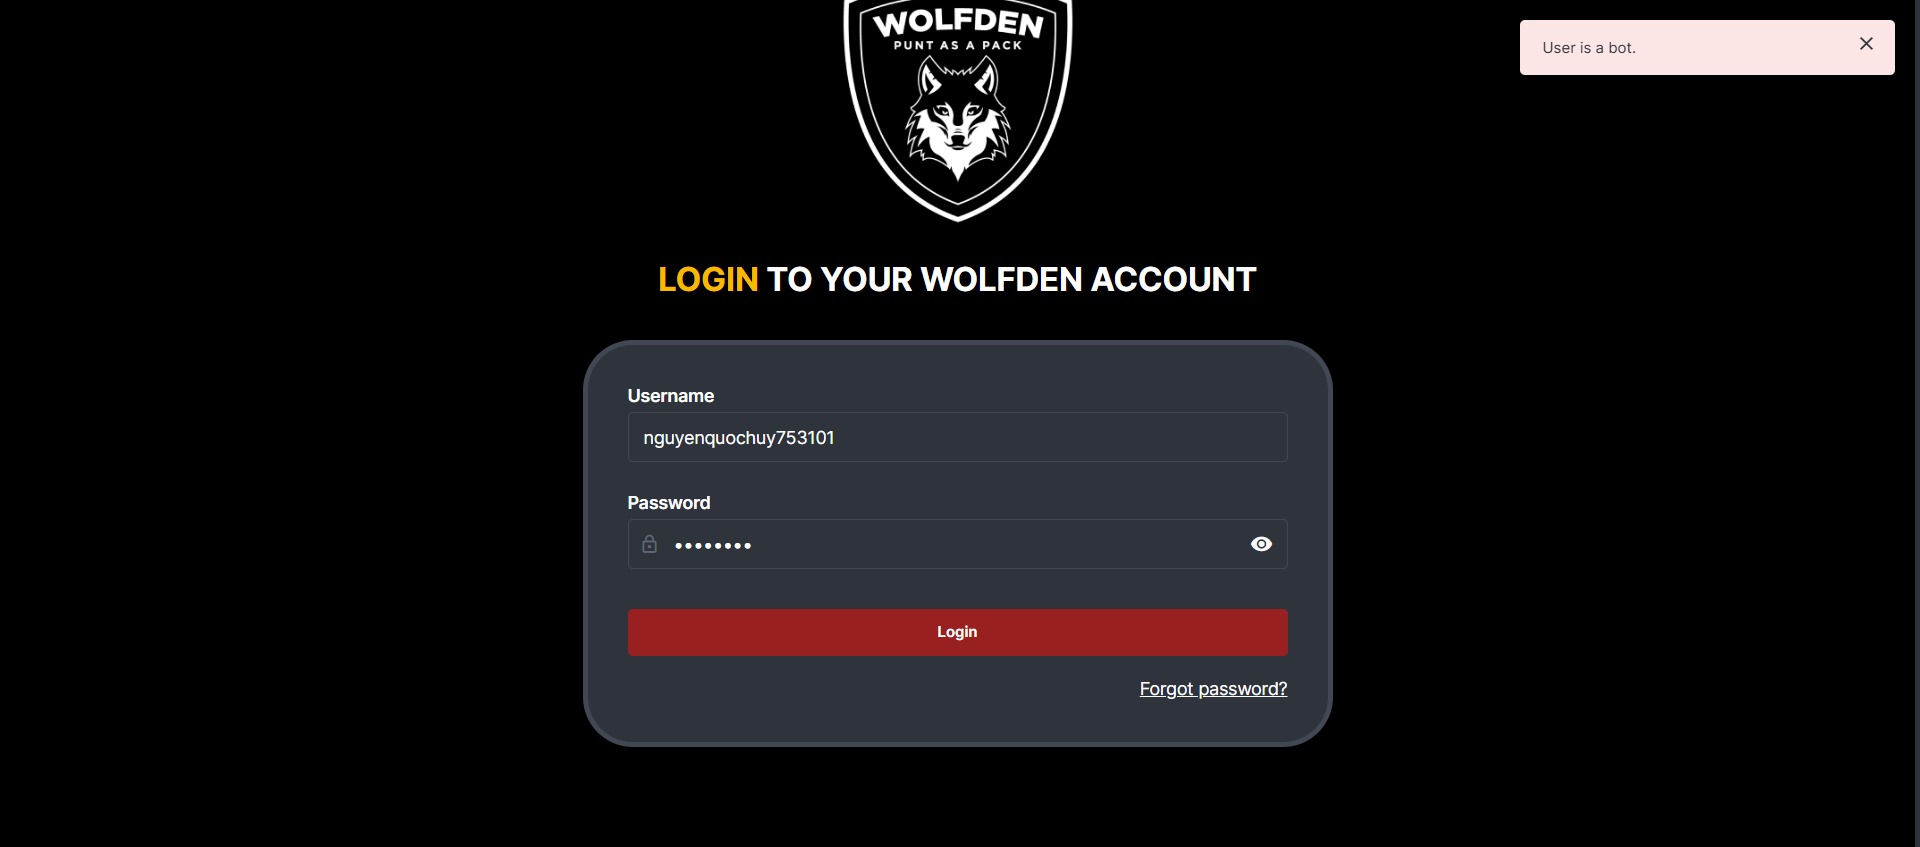 WOLFDEN
PUNT AS A PACK
User is a bot.
LOGIN TO YOUR WOLFDEN ACCOUNT
Username
nguyenquochuy753101
Password
••••••••
Login
Forgot password?